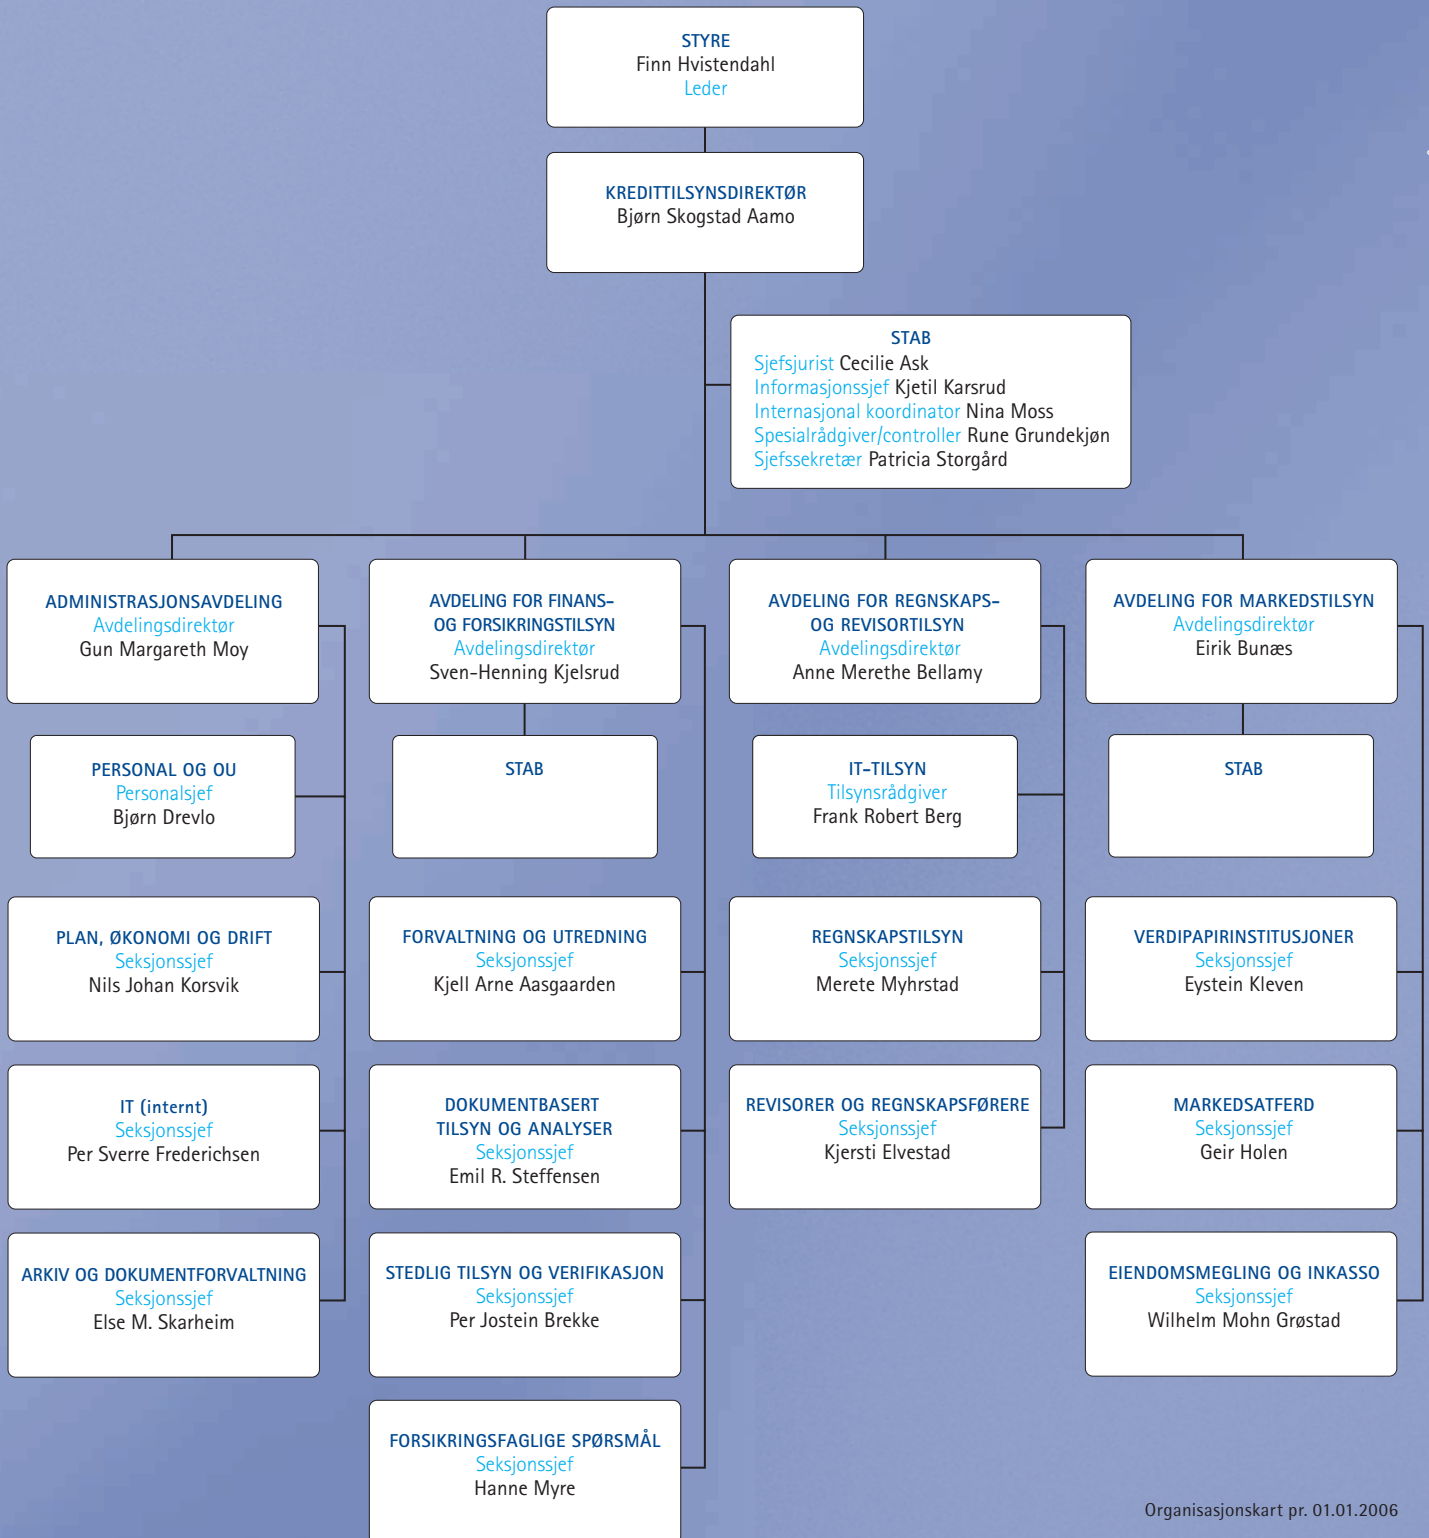 STYRE
Finn Hvistendahl
Leder
KREDITTILSYNSDIREKTØR
Bjørn Skogstad Aamo
STAB
Sjefsjurist Cecilie Ask
Informasjonssjef Kjetil Karsrud
Internasjonal koordinator Nina Moss
Spesialrådgiver/controller Rune Grundekjøn
Sjefssekretær Patricia Storgård
ADMINISTRASJONSAVDELING
Avdelingsdirektør
Gun Margareth Moy
PERSONAL OG OU
Personalsjef
Bjørn Drevlo
PLAN, ØKONOMI OG DRIFT
Seksjonssjef
Nils Johan Korsvik
IT (internt)
Seksjonssjef
Per Sverre Frederichsen
ARKIV OG DOKUMENTFORVALTNING
Seksjonssjef
Else M. Skarheim
AVDELING FOR FINANS-
OG FORSIKRINGSTILSYN
Avdelingsdirektør
Sven-Henning Kjelsrud
STAB
FORVALTNING OG UTREDNING
Seksjonssjef
Kjell Arne Aasgaarden
DOKUMENTBASERT
TILSYN OG ANALYSER
Seksjonssjef
Emil R. Steffensen
STEDLIG TILSYN OG VERIFIKASJON
Seksjonssjef
Per Jostein Brekke
FORSIKRINGSFAGLIGE SPØRSMÅL
Seksjonssjef
Hanne Myre
AVDELING FOR REGNSKAPS-
OG REVISORTILSYN
Avdelingsdirektør
Anne Merethe Bellamy
IT-TILSYN
Tilsynsrådgiver
Frank Robert Berg
REGNSKAPSTILSYN
Seksjonssjef
Merete Myhrstad
REVISORER OG REGNSKAPSFØRERE
Seksjonssjef
Kjersti Elvestad
AVDELING FOR MARKEDSTILSYN
Avdelingsdirektør
Eirik Bunæs
STAB
VERDIPAPIRINSTITUSJONER
Seksjonssjef
Eystein Kleven
MARKEDSATFERD
Seksjonssjef
Geir Holen
EIENDOMSMEGLING OG INKASSO
Seksjonssjef
Wilhelm Mohn Grøstad
Organisasjonskart pr. 01.01.2006